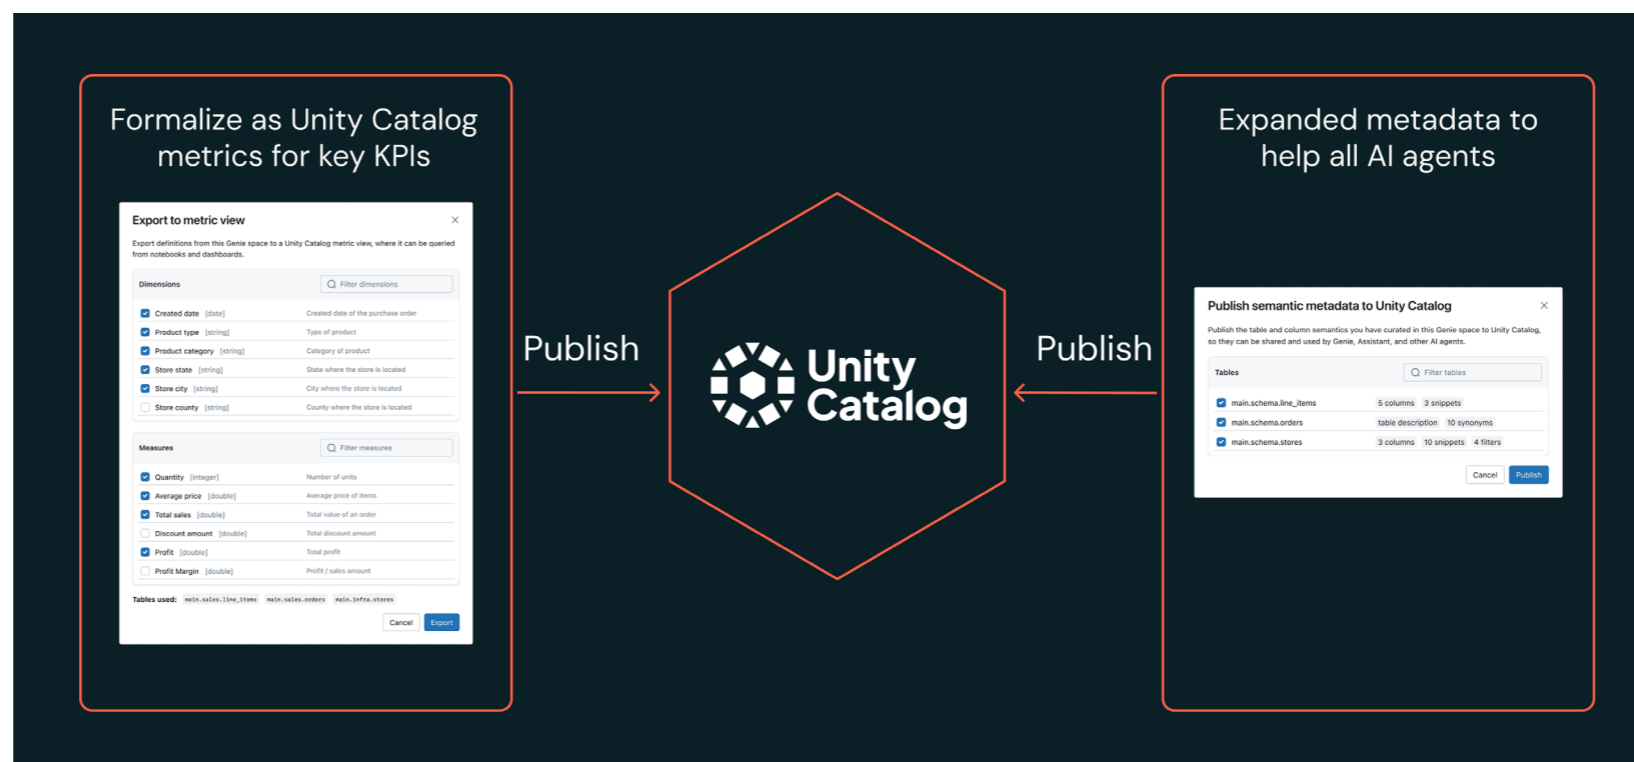 Formalize as Unity Catalog
metrics for key KPIs
Export to metric view
Export definitions from this Genie space to a Unity Catalog metric view, where it can be queried
from notebooks and dashboards.
Dimensions
Filter dimensions
Created date [date] Created date of the purchase order
Product type [string] Type of product
Product category [string] Category of product
Store state [string] State where the store is located
Store city [string] City where the store is located
Store county [string] County where the store is located
Measures
Filter measures
Quantity [integer] Number of units
Average price [double] Average price of items
Total sales [double] Total value of an order
Discount amount [double] Total discount amount
Profit [double] Total profit
Profit Margin [double] Profit / sales amount
Tables used: main.sales.line_items main.sales.orders main.infra.stores
Cancel Export
Publish
Unity
Catalog
Publish
Expanded metadata to
help all AI agents
Publish semantic metadata to Unity Catalog
Publish the table and column semantics you have curated in this Genie space to Unity Catalog,
so they can be shared and used by Genie, Assistant, and other AI agents.
Tables
Filter tables
main.schema.line_items 5 columns 3 snippets
main.schema.orders table description 10 synonyms
main.schema.stores 3 columns 10 snippets 4 filters
Cancel Publish